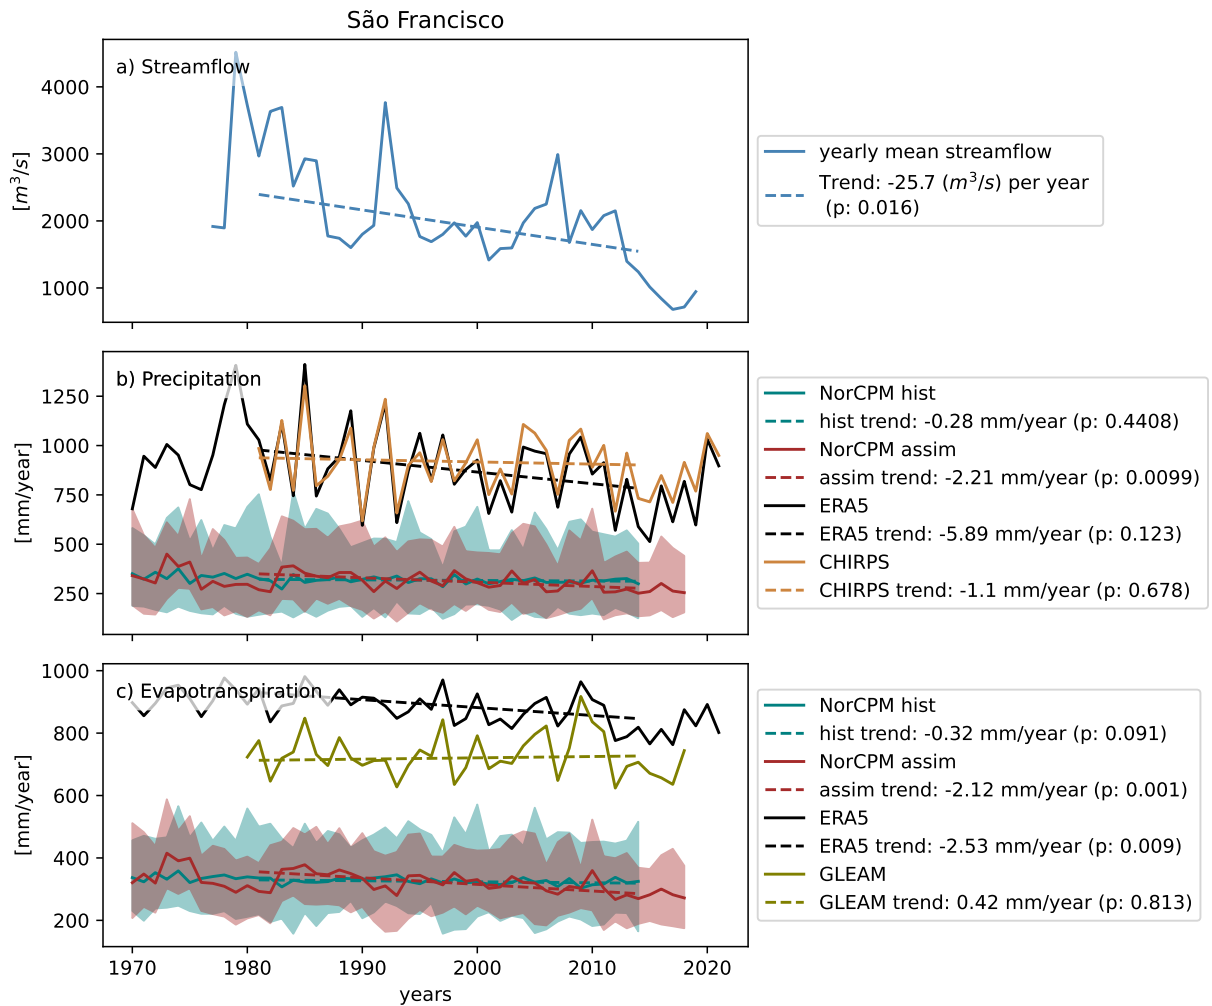 São Francisco
a) Streamflow
[m³/s]
4000
3000
2000
1000
yearly mean streamflow
Trend: -25.7 (m³/s) per year
(p: 0.016)
b) Precipitation
[mm/year]
1250
1000
750
500
250
NorCPM hist
hist trend: -0.28 mm/year (p: 0.4408)
NorCPM assim
assim trend: -2.21 mm/year (p: 0.0099)
ERA5
ERA5 trend: -5.89 mm/year (p: 0.123)
CHIRPS
CHIRPS trend: -1.1 mm/year (p: 0.678)
c) Evapotranspiration
[mm/year]
1000
800
600
400
200
NorCPM hist
hist trend: -0.32 mm/year (p: 0.091)
NorCPM assim
assim trend: -2.12 mm/year (p: 0.001)
ERA5
ERA5 trend: -2.53 mm/year (p: 0.009)
GLEAM
GLEAM trend: 0.42 mm/year (p: 0.813)
1970 1980 1990 2000 2010 2020
years